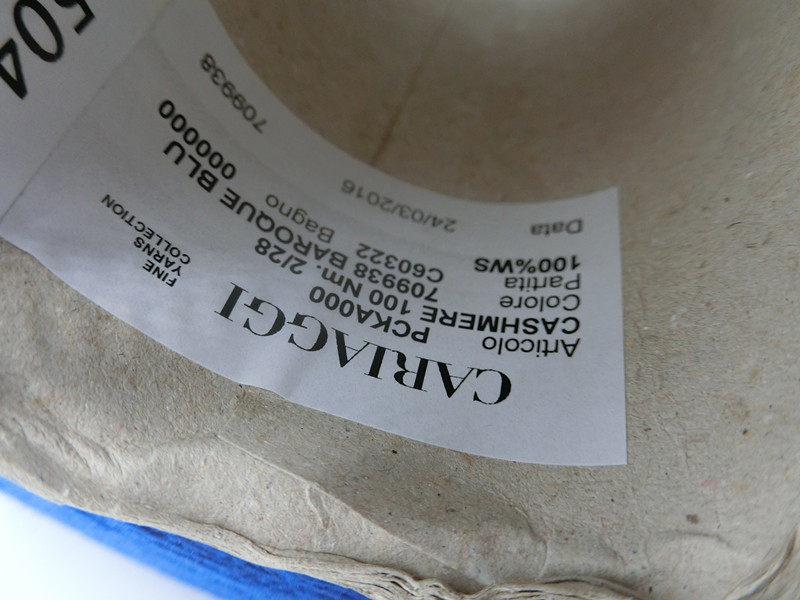 CARIAGGI
FINE
YARNS
COLLECTION
Articolo PCKA000
CASHMERE 100 Nm. 2/28
Colore 709938 BAROQUE BLU
Partita C60322 Bagno 000000
100%WS
Data 24/03/2016 709938
504